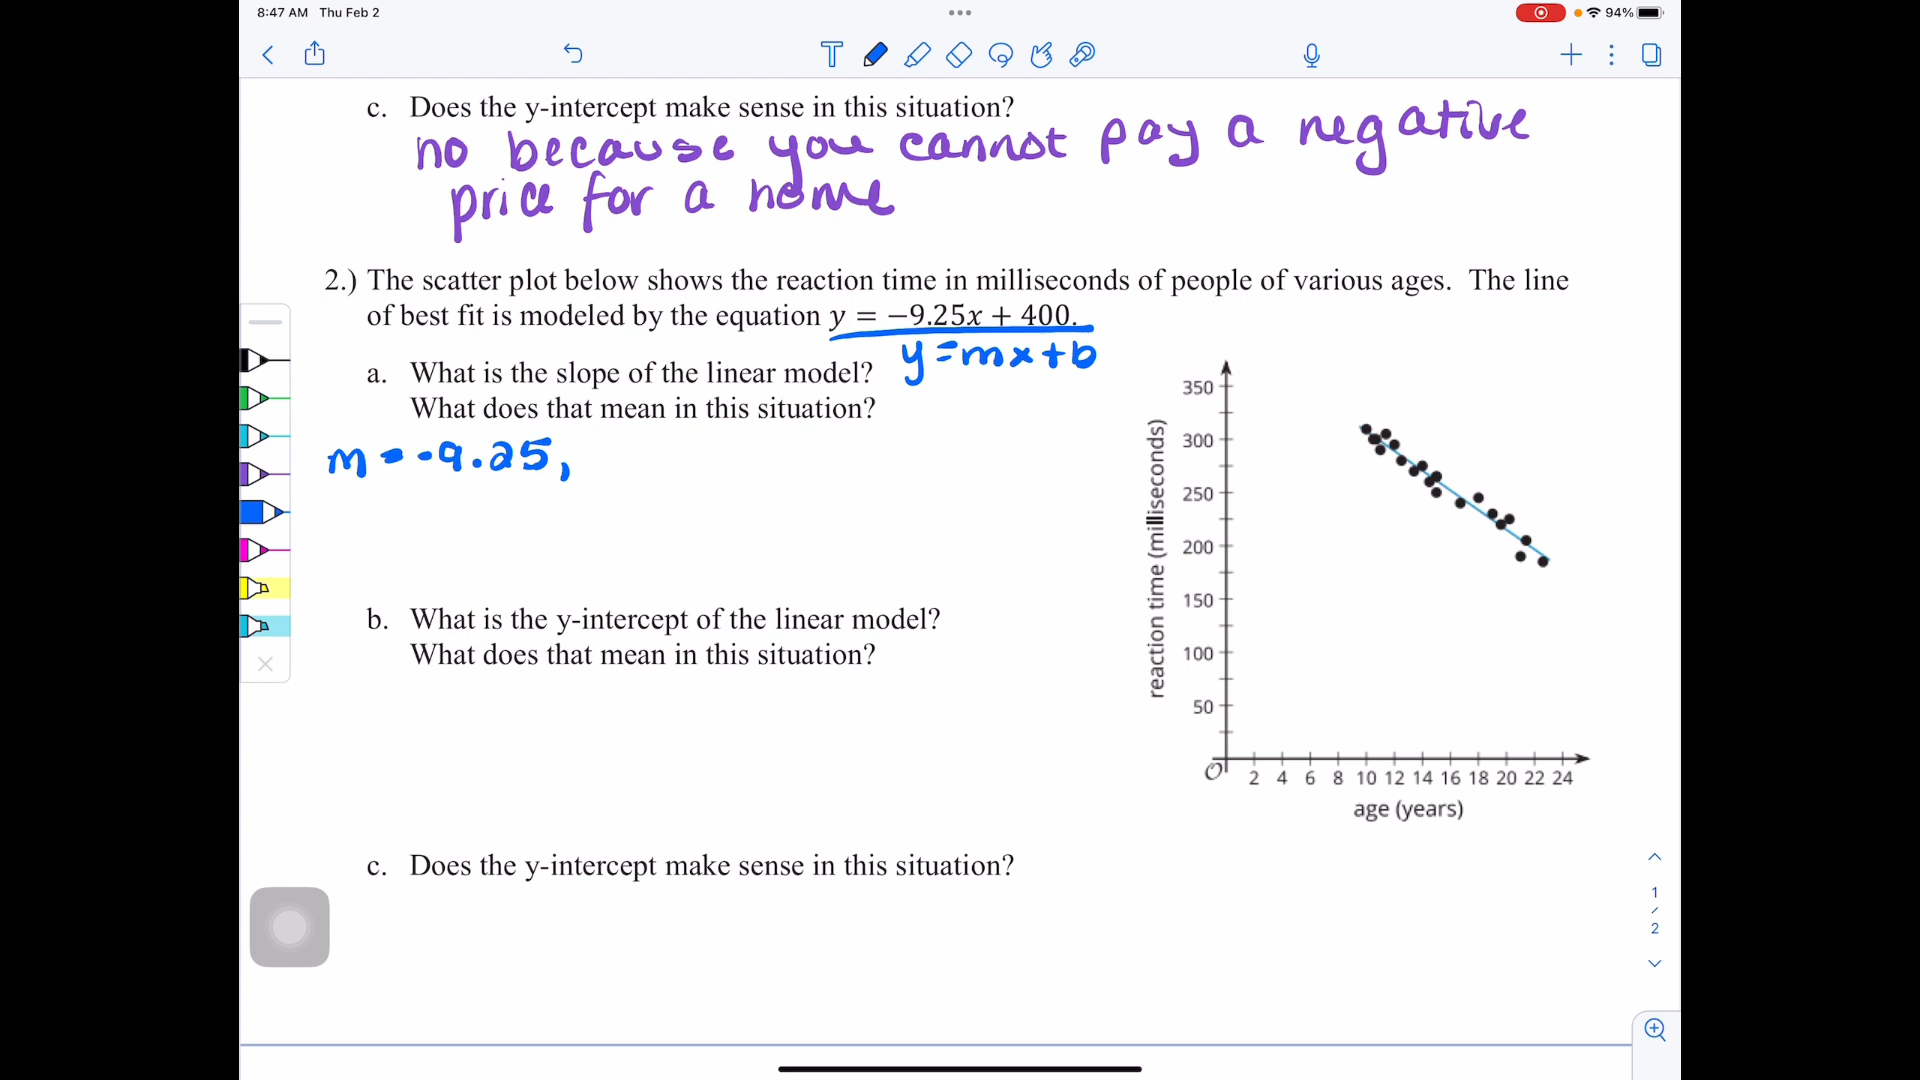 8:47 AM Thu Feb 2
94%
c. Does the y-intercept make sense in this situation?
no because you cannot pay a negative
price for a home
2.) The scatter plot below shows the reaction time in milliseconds of people of various ages. The line
of best fit is modeled by the equation y = −9.25x + 400.
y=mx+b
a. What is the slope of the linear model?
What does that mean in this situation?
m = -9.25,
b. What is the y-intercept of the linear model?
What does that mean in this situation?
c. Does the y-intercept make sense in this situation?
reaction time (milliseconds)
350
300
250
200
150
100
50
O
2 4 6 8 10 12 14 16 18 20 22 24
age (years)
1
/
2